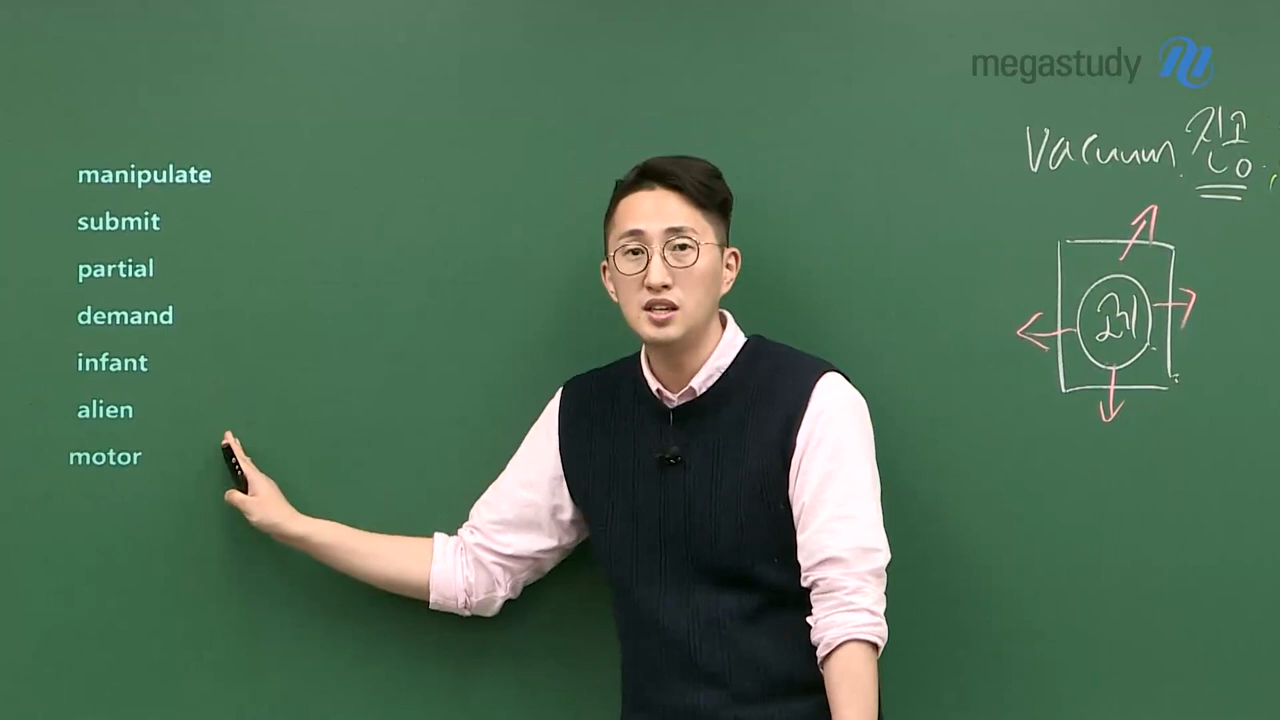 megastudy
manipulate
submit
partial
demand
infant
alien
motor
Vacuum 진공